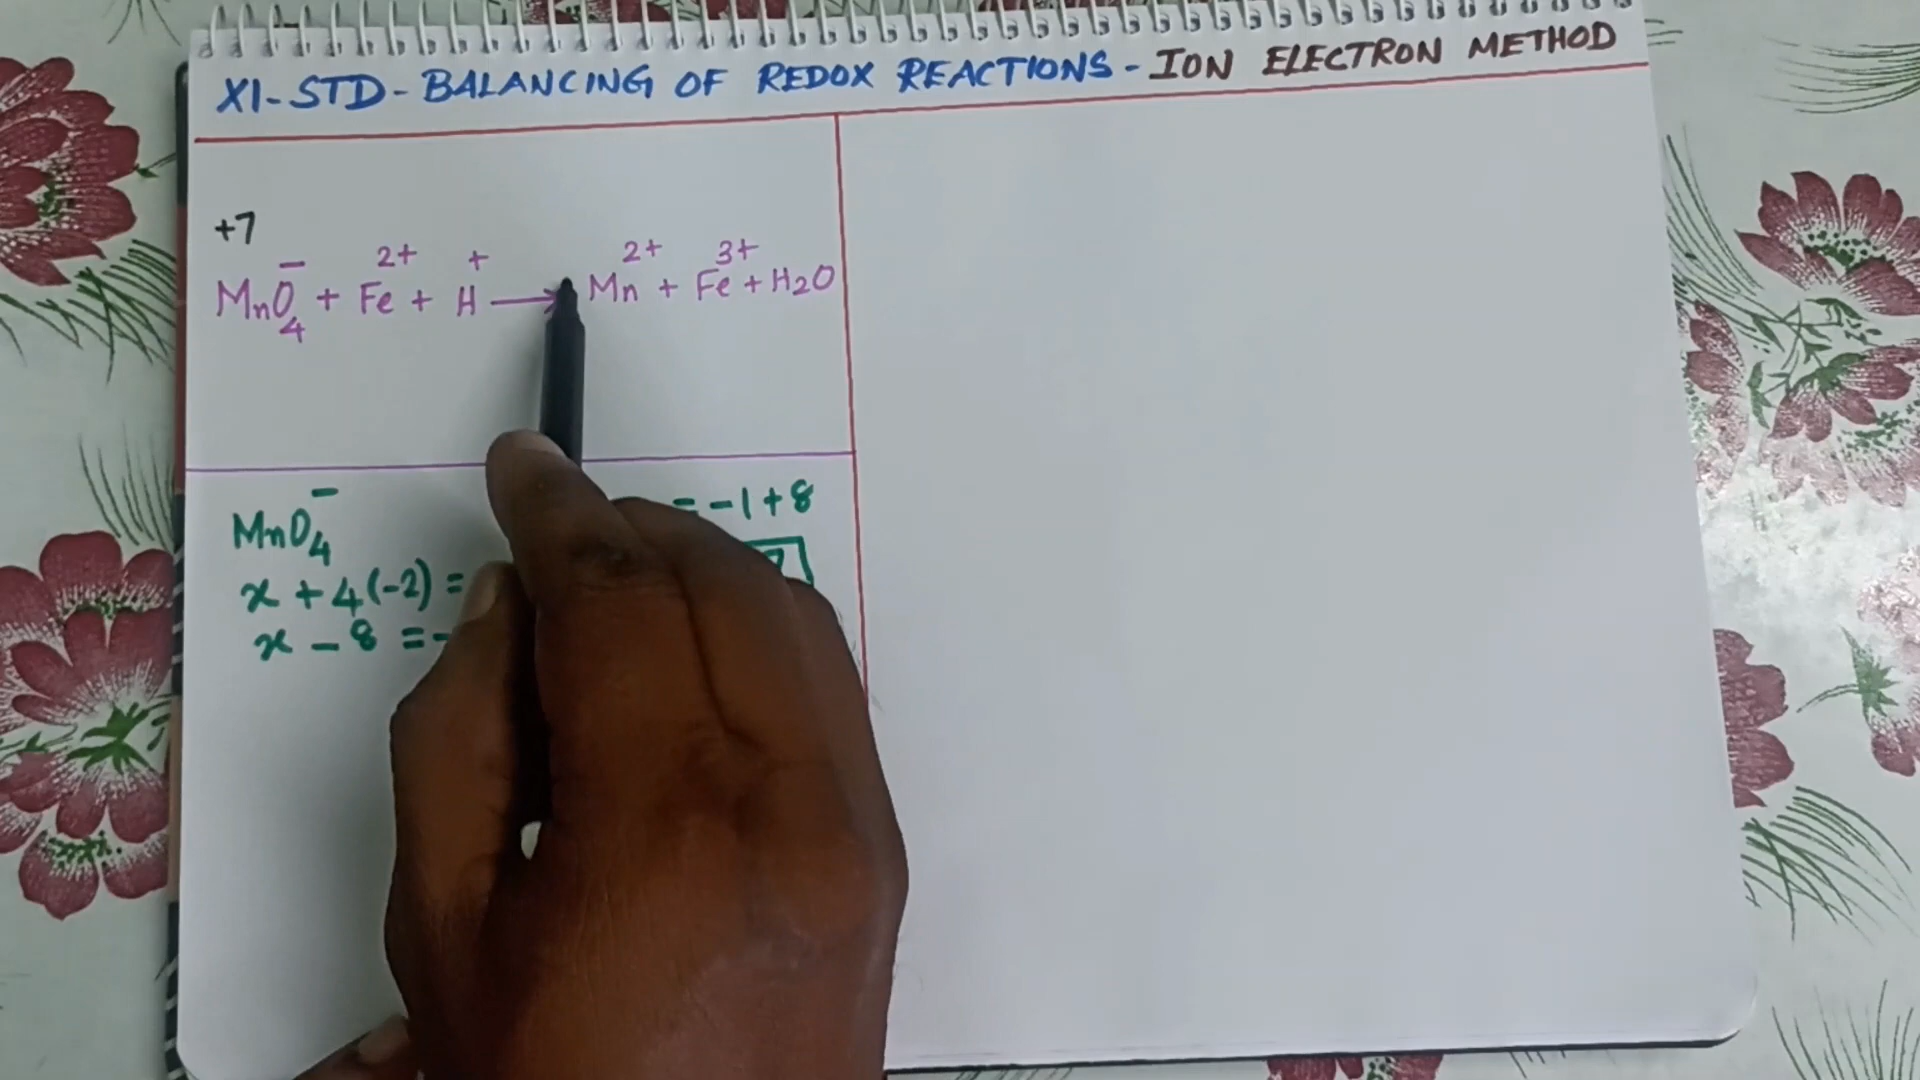 XI-STD-BALANCING OF REDOX REACTIONS - ION ELECTRON METHOD
+7
MnO₄⁻ + Fe²⁺ + H⁺ ⟶ Mn²⁺ + Fe³⁺ + H₂O
MnO₄⁻
= -1 + 8
x + 4(-2) =
x - 8 = -